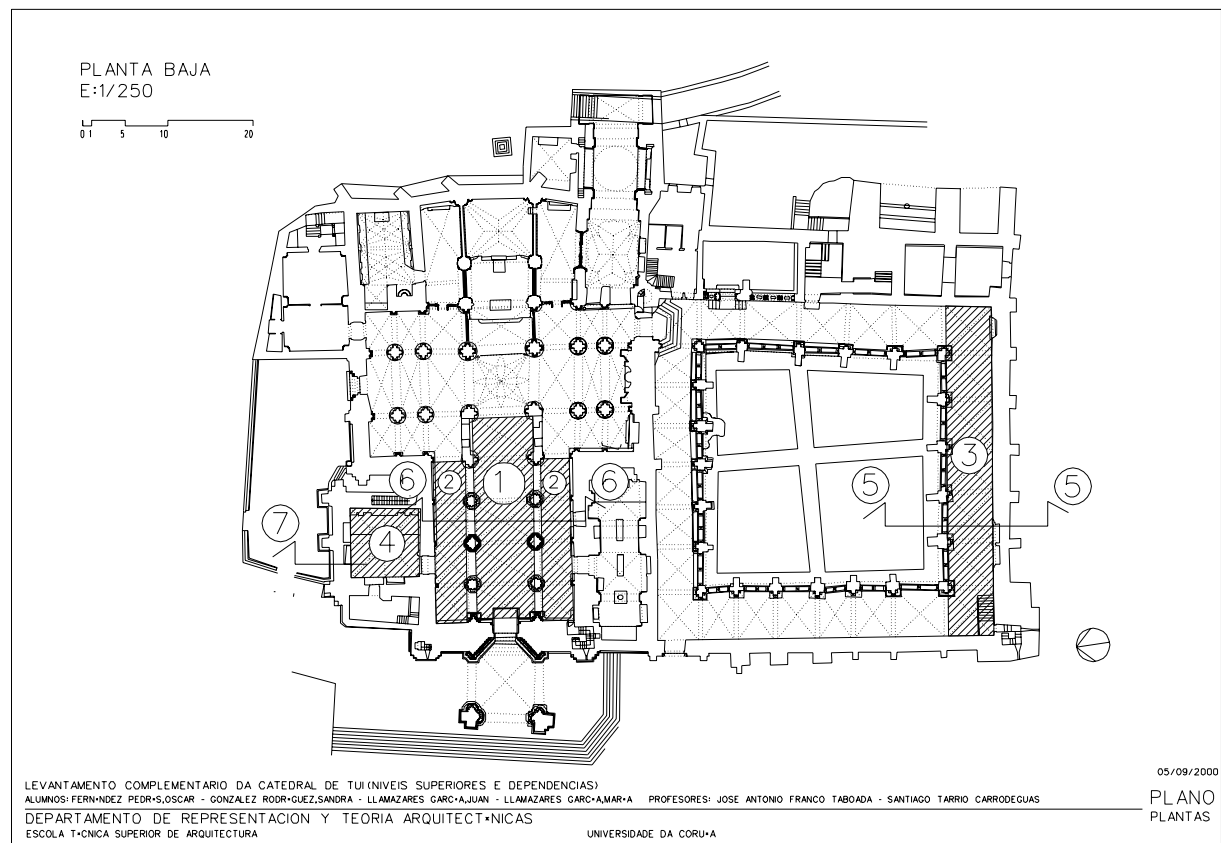 PLANTA BAJA
E:1/250
0 1 5 10 20
3
6 2 1 2 6
5 5
7
4
05/09/2000
LEVANTAMENTO COMPLEMENTARIO DA CATEDRAL DE TUI(NIVEIS SUPERIORES E DEPENDENCIAS)
ALUMNOS: FERN•NDEZ PEDR•S,OSCAR - GONZALEZ RODR•GUEZ,SANDRA - LLAMAZARES GARC•A,JUAN - LLAMAZARES GARC•A,MAR•A PROFESORES: JOSE ANTONIO FRANCO TABOADA - SANTIAGO TARRIO CARRODEGUAS
PLANO
DEPARTAMENTO DE REPRESENTACION Y TEORIA ARQUITECT•NICAS
PLANTAS
ESCOLA T•CNICA SUPERIOR DE ARQUITECTURA UNIVERSIDADE DA CORU•A